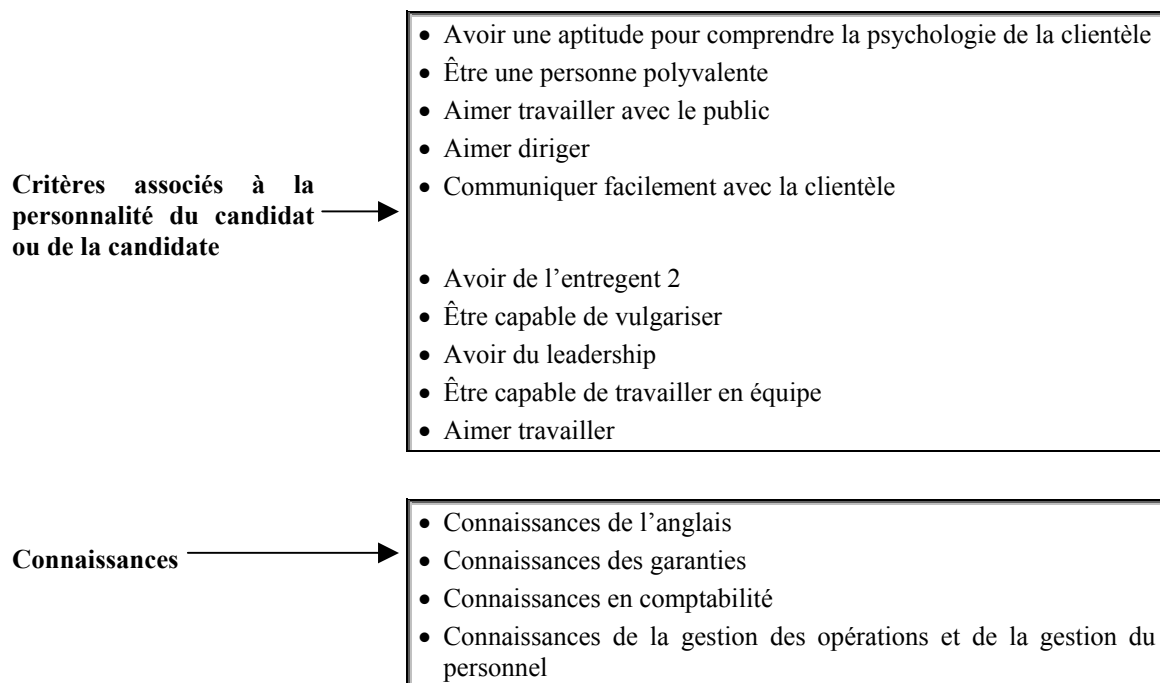 Critères associés à la
personnalité du candidat
ou de la candidate
• Avoir une aptitude pour comprendre la psychologie de la clientèle
• Être une personne polyvalente
• Aimer travailler avec le public
• Aimer diriger
• Communiquer facilement avec la clientèle
• Avoir de l’entregent 2
• Être capable de vulgariser
• Avoir du leadership
• Être capable de travailler en équipe
• Aimer travailler
Connaissances
• Connaissances de l’anglais
• Connaissances des garanties
• Connaissances en comptabilité
• Connaissances de la gestion des opérations et de la gestion du
personnel